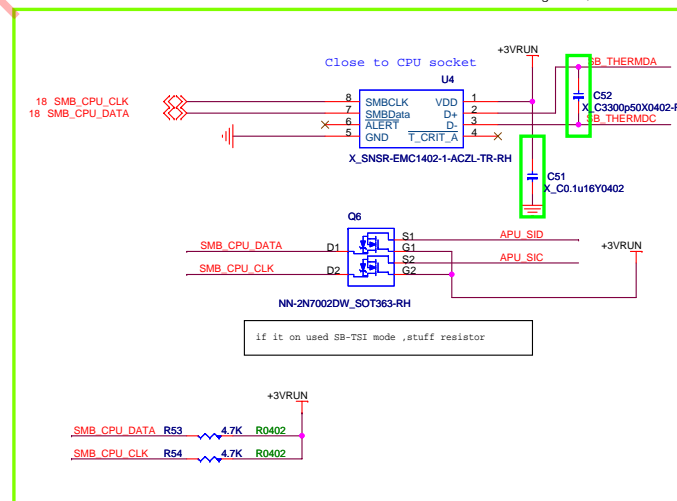 +3VRUN
Close to CPU socket
SB_THERMDA
U4
18 SMB_CPU_CLK
18 SMB_CPU_DATA
8 SMBCLK VDD 1
7 SMBData D+ 2
6 ALERT D- 3
5 GND T_CRIT_A 4
C52
X_C3300p50X0402-R
SB_THERMDC
X_SNSR-EMC1402-1-ACZL-TR-RH
C51
X_C0.1u16Y0402
Q6
SMB_CPU_DATA D1 S1 APU_SID
G1
+3VRUN
SMB_CPU_CLK D2 S2 APU_SIC
G2
NN-2N7002DW_SOT363-RH
if it on used SB-TSI mode ,stuff resistor
+3VRUN
SMB_CPU_DATA R53 4.7K R0402
SMB_CPU_CLK R54 4.7K R0402